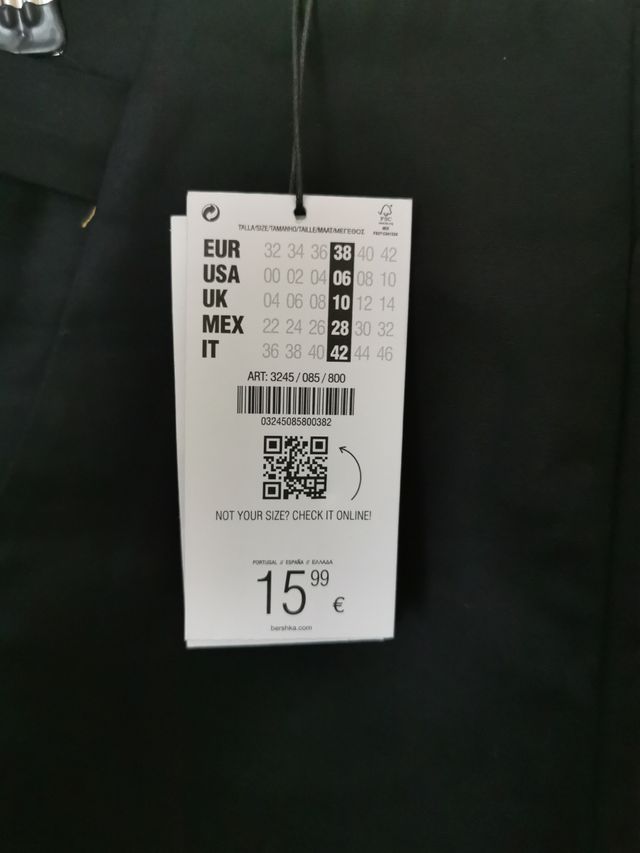 FSC
MIX
TALLA/SIZE/TAMANHO/TAILLE/MAAT/ΜΕΓΕΘΟΣ
EUR 32 34 36 38 40 42
USA 00 02 04 06 08 10
UK 04 06 08 10 12 14
MEX 22 24 26 28 30 32
IT 36 38 40 42 44 46
ART: 3245 / 085 / 800
03245085800382
NOT YOUR SIZE? CHECK IT ONLINE!
PORTUGAL // ESPAÑA // ΕΛΛΑΔΑ
15 99 €
bershka.com